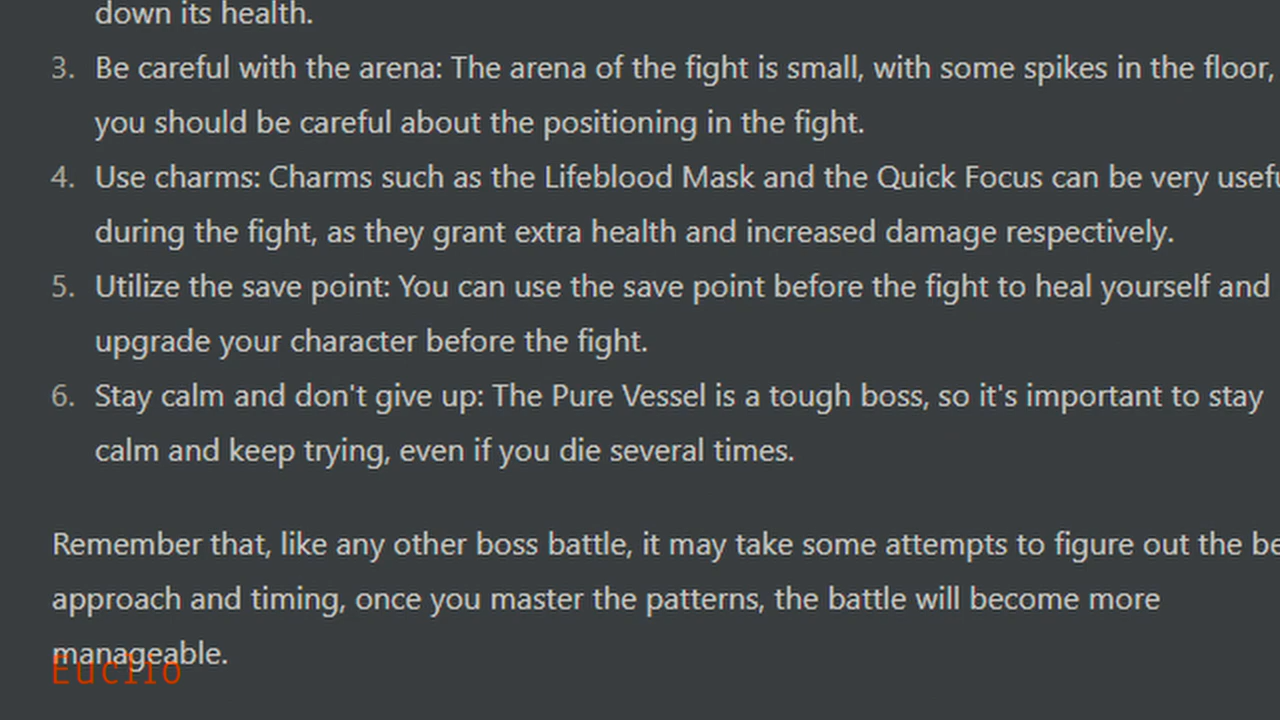 down its health.
3. Be careful with the arena: The arena of the fight is small, with some spikes in the floor,
you should be careful about the positioning in the fight.
4. Use charms: Charms such as the Lifeblood Mask and the Quick Focus can be very usefu
during the fight, as they grant extra health and increased damage respectively.
5. Utilize the save point: You can use the save point before the fight to heal yourself and
upgrade your character before the fight.
6. Stay calm and don't give up: The Pure Vessel is a tough boss, so it's important to stay
calm and keep trying, even if you die several times.
Remember that, like any other boss battle, it may take some attempts to figure out the be
approach and timing, once you master the patterns, the battle will become more
manageable.